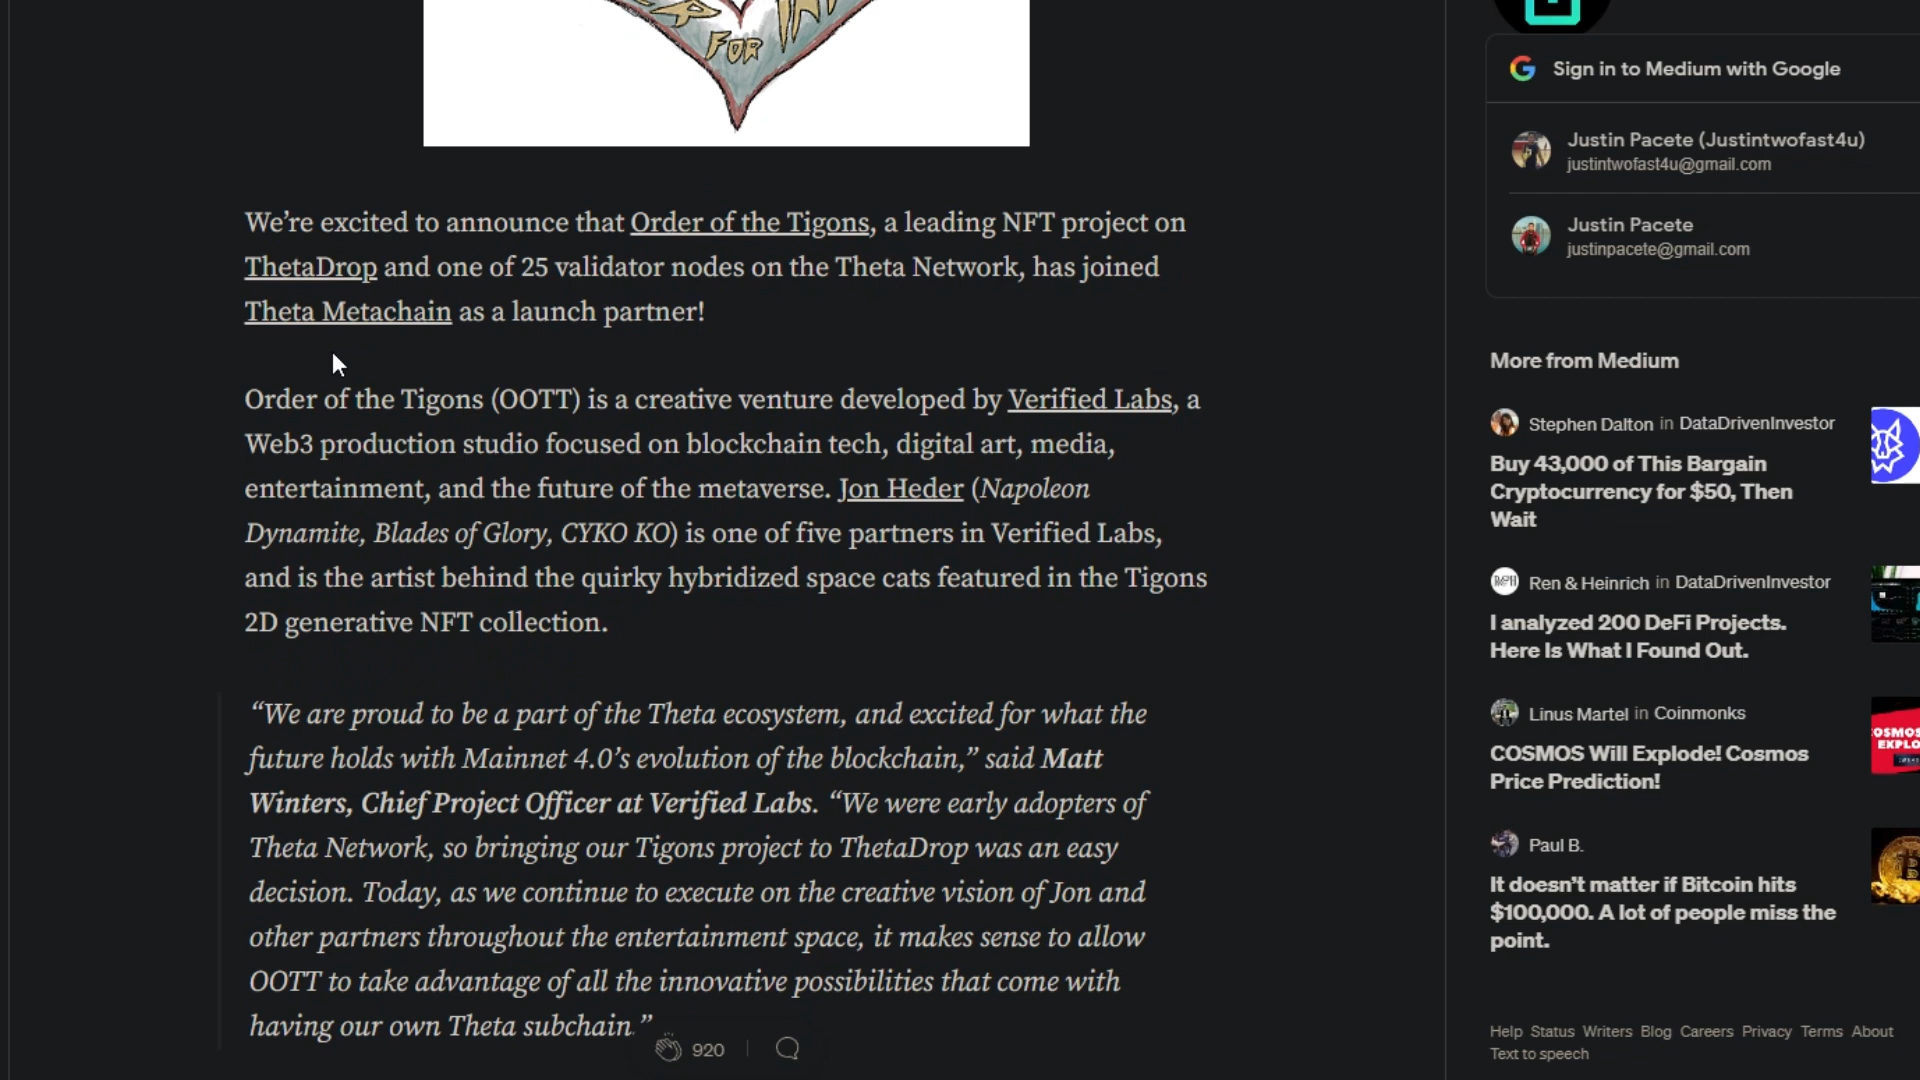 FOR
We’re excited to announce that Order of the Tigons, a leading NFT project on
ThetaDrop and one of 25 validator nodes on the Theta Network, has joined
Theta Metachain as a launch partner!
Order of the Tigons (OOTT) is a creative venture developed by Verified Labs, a
Web3 production studio focused on blockchain tech, digital art, media,
entertainment, and the future of the metaverse. Jon Heder (Napoleon
Dynamite, Blades of Glory, CYKO KO) is one of five partners in Verified Labs,
and is the artist behind the quirky hybridized space cats featured in the Tigons
2D generative NFT collection.
“We are proud to be a part of the Theta ecosystem, and excited for what the
future holds with Mainnet 4.0’s evolution of the blockchain,” said Matt
Winters, Chief Project Officer at Verified Labs. “We were early adopters of
Theta Network, so bringing our Tigons project to ThetaDrop was an easy
decision. Today, as we continue to execute on the creative vision of Jon and
other partners throughout the entertainment space, it makes sense to allow
OOTT to take advantage of all the innovative possibilities that come with
having our own Theta subchain.”
920
Sign in to Medium with Google
Justin Pacete (Justintwofast4u)
justintwofast4u@gmail.com
Justin Pacete
justinpacete@gmail.com
More from Medium
Stephen Dalton in DataDrivenInvestor
Buy 43,000 of This Bargain
Cryptocurrency for $50, Then
Wait
Ren & Heinrich in DataDrivenInvestor
I analyzed 200 DeFi Projects.
Here Is What I Found Out.
Linus Martel in Coinmonks
COSMOS Will Explode! Cosmos
Price Prediction!
Paul B.
It doesn’t matter if Bitcoin hits
$100,000. A lot of people miss the
point.
Help Status Writers Blog Careers Privacy Terms About
Text to speech